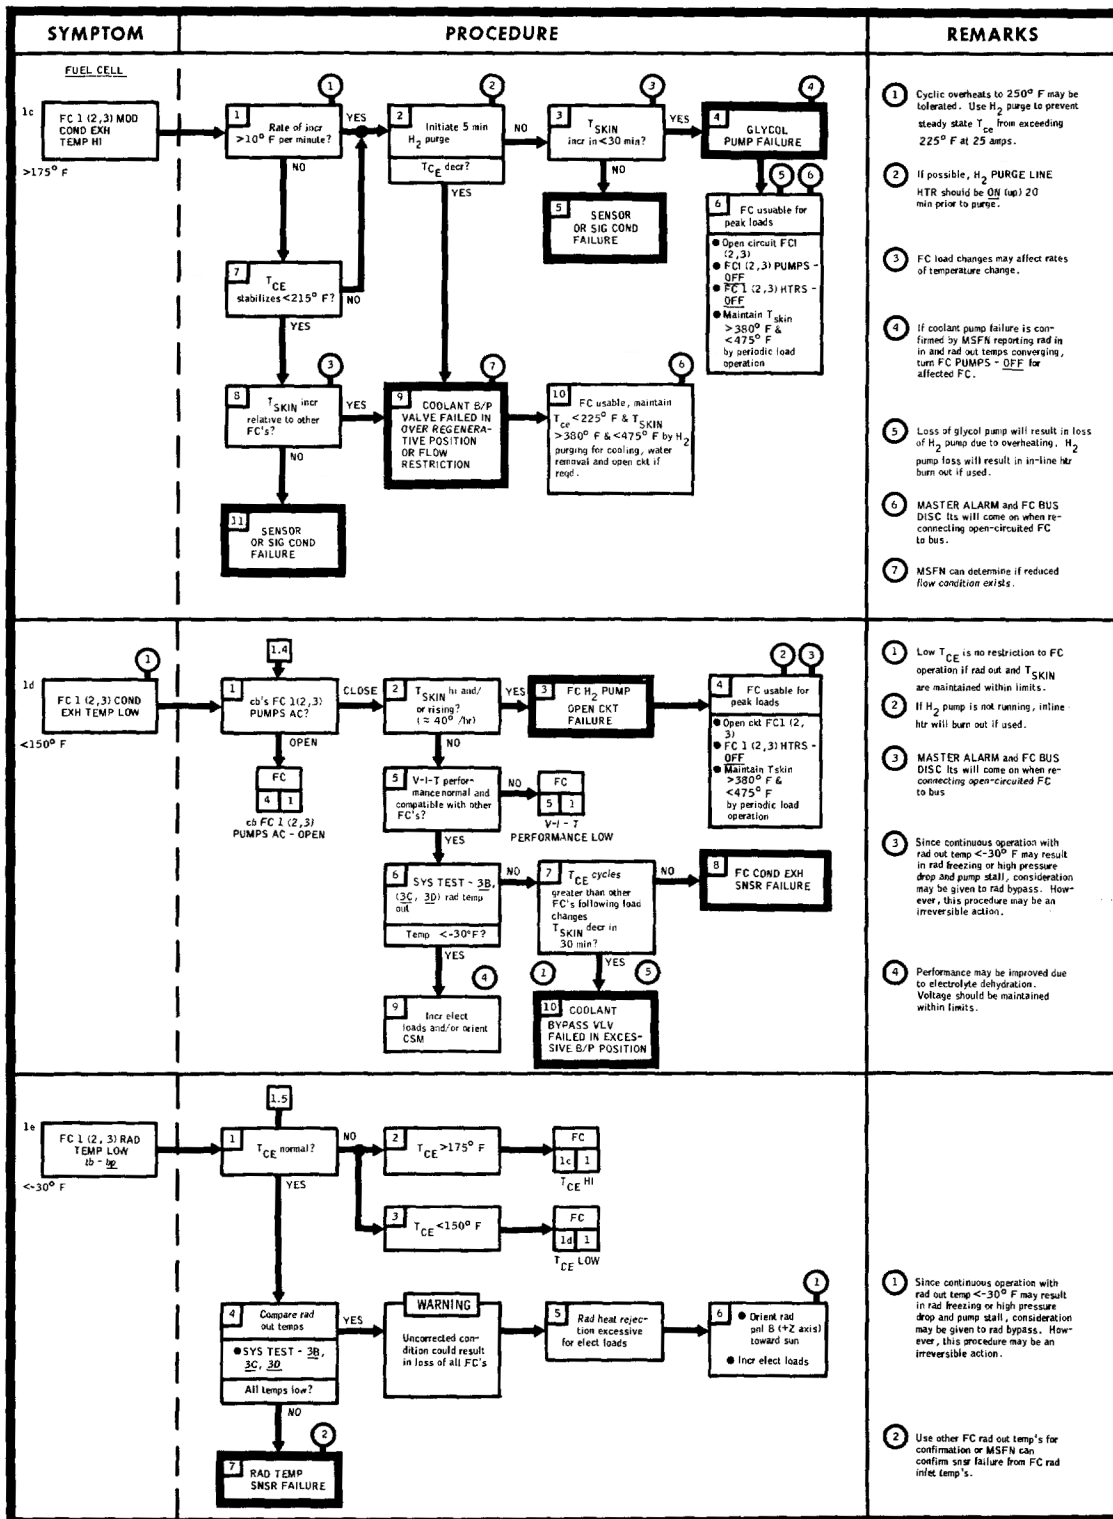 SYMPTOM
PROCEDURE
REMARKS
FUEL CELL
1c
FC 1 (2,3) MOD
COND EXH
TEMP HI
>175° F
1
1
Rate of incr
>10° F per minute?
YES
NO
2
2
Initiate 5 min
H2 purge
TCE decr?
NO
YES
3
3
TSKIN
incr in <30 min?
YES
NO
4
4
GLYCOL
PUMP FAILURE
5
SENSOR
OR SIG COND
FAILURE
5
6
6
FC usuable for
peak loads
● Open circuit FC1
(2,3)
● FC1 (2,3) PUMPS -
OFF
● FC 1 (2,3) HTRS -
OFF
● Maintain Tskin
>380° F &
<475° F
by periodic load
operation
7
TCE
stabilizes <215° F?
NO
YES
3
8
TSKIN incr
relative to other
FC's?
YES
NO
7
9
COOLANT B/P
VALVE FAILED IN
OVER REGENERA-
TIVE POSITION
OR FLOW
RESTRICTION
6
10
FC usable, maintain
Tce <225° F & TSKIN
>380° F & <475° F by H2
purging for cooling, water
removal and open ckt if
reqd.
11
SENSOR
OR SIG COND
FAILURE
1 Cyclic overheats to 250° F may be
tolerated. Use H2 purge to prevent
steady state Tce from exceeding
225° F at 25 amps.
2 If possible, H2 PURGE LINE
HTR should be ON (up) 20
min prior to purge.
3 FC load changes may affect rates
of temperature change.
4 If coolant pump failure is con-
firmed by MSFN reporting rad in
in and rad out temps converging,
turn FC PUMPS - OFF for
affected FC.
5 Loss of glycol pump will result in loss
of H2 pump due to overheating. H2
pump loss will result in in-line htr
burn out if used.
6 MASTER ALARM and FC BUS
DISC lts will come on when re-
connecting open-circuited FC
to bus.
7 MSFN can determine if reduced
flow condition exists.
1d
1
FC 1 (2,3) COND
EXH TEMP LOW
<150° F
1.4
1
cb's FC 1(2,3)
PUMPS AC?
CLOSE
OPEN
FC
4 1
cb FC 1 (2,3)
PUMPS AC - OPEN
2
TSKIN hi and/
or rising?
(≈ 40° /hr)
YES
NO
3
FC H2 PUMP
OPEN CKT
FAILURE
2
3
4
FC usable for
peak loads
● Open ckt FC1 (2,
3)
● FC 1 (2,3) HTRS -
OFF
● Maintain Tskin
>380° F &
<475° F
by periodic load
operation
5
V-I-T perfor-
mance normal and
compatible with other
FC's?
NO
YES
FC
5 1
V-I-T
PERFORMANCE LOW
6
SYS TEST - 3B,
(3C, 3D) rad temp
out
Temp <-30°F?
NO
YES
7
TCE cycles
greater than other
FC's following load
changes
TSKIN decr in
30 min?
NO
YES
8
FC COND EXH
SNSR FAILURE
4
9
Incr elect
loads and/or orient
CSM
1
5
10
COOLANT
BYPASS VLV
FAILED IN EXCES-
SIVE B/P POSITION
1 Low TCE is no restriction to FC
operation if rad out and TSKIN
are maintained within limits.
2 If H2 pump is not running, inline
htr will burn out if used.
3 MASTER ALARM and FC BUS
DISC lts will come on when re-
connecting open-circuited FC
to bus
3 Since continuous operation with
rad out temp <-30° F may result
in rad freezing or high pressure
drop and pump stall, consideration
may be given to rad bypass. How-
ever, this procedure may be an
irreversible action.
4 Performance may be improved due
to electrolyte dehydration.
Voltage should be maintained
within limits.
1e
FC 1 (2, 3) RAD
TEMP LOW
tb - bp
<-30° F
1.5
1
TCE normal?
NO
YES
2
TCE >175° F
FC
1c 1
TCE HI
3
TCE <150° F
FC
1d 1
TCE LOW
4
Compare rad
out temps
● SYS TEST - 3B,
3C, 3D
All temps low?
YES
NO
WARNING
Uncorrected con-
dition could result
in loss of all FC's
5
Rad heat rejec-
tion excessive
for elect loads
1
6
● Orient rad
pnl 8 (+Z axis)
toward sun
● Incr elect loads
2
7
RAD TEMP
SNSR FAILURE
1 Since continuous operation with
rad out temp <-30° F may result
in rad freezing or high pressure
drop and pump stall, consideration
may be given to rad bypass. How-
ever, this procedure may be an
irreversible action.
2 Use other FC rad out temp's for
confirmation or MSFN can
confirm snsr failure from FC rad
inlet temp's.